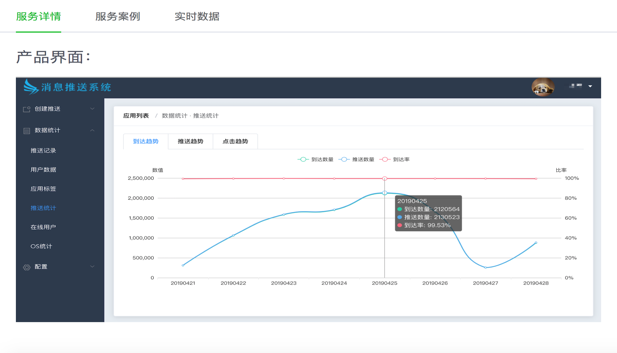 服务详情 服务案例 实时数据
产品界面：
消息推送系统
创建推送
数据统计
推送记录
用户数据
应用标签
推送统计
在线用户
OS统计
配置
应用列表 / 数据统计 - 推送统计
到达趋势 推送趋势 点击趋势
到达数量 推送数量 到达率
数值 比率
2,500,000 100%
2,000,000 80%
1,500,000 60%
1,000,000 40%
500,000 20%
0 0%
20190425
到达数量: 2120564
推送数量: 2130523
到达率: 99.53%
20190421 20190422 20190423 20190424 20190425 20190426 20190427 20190428